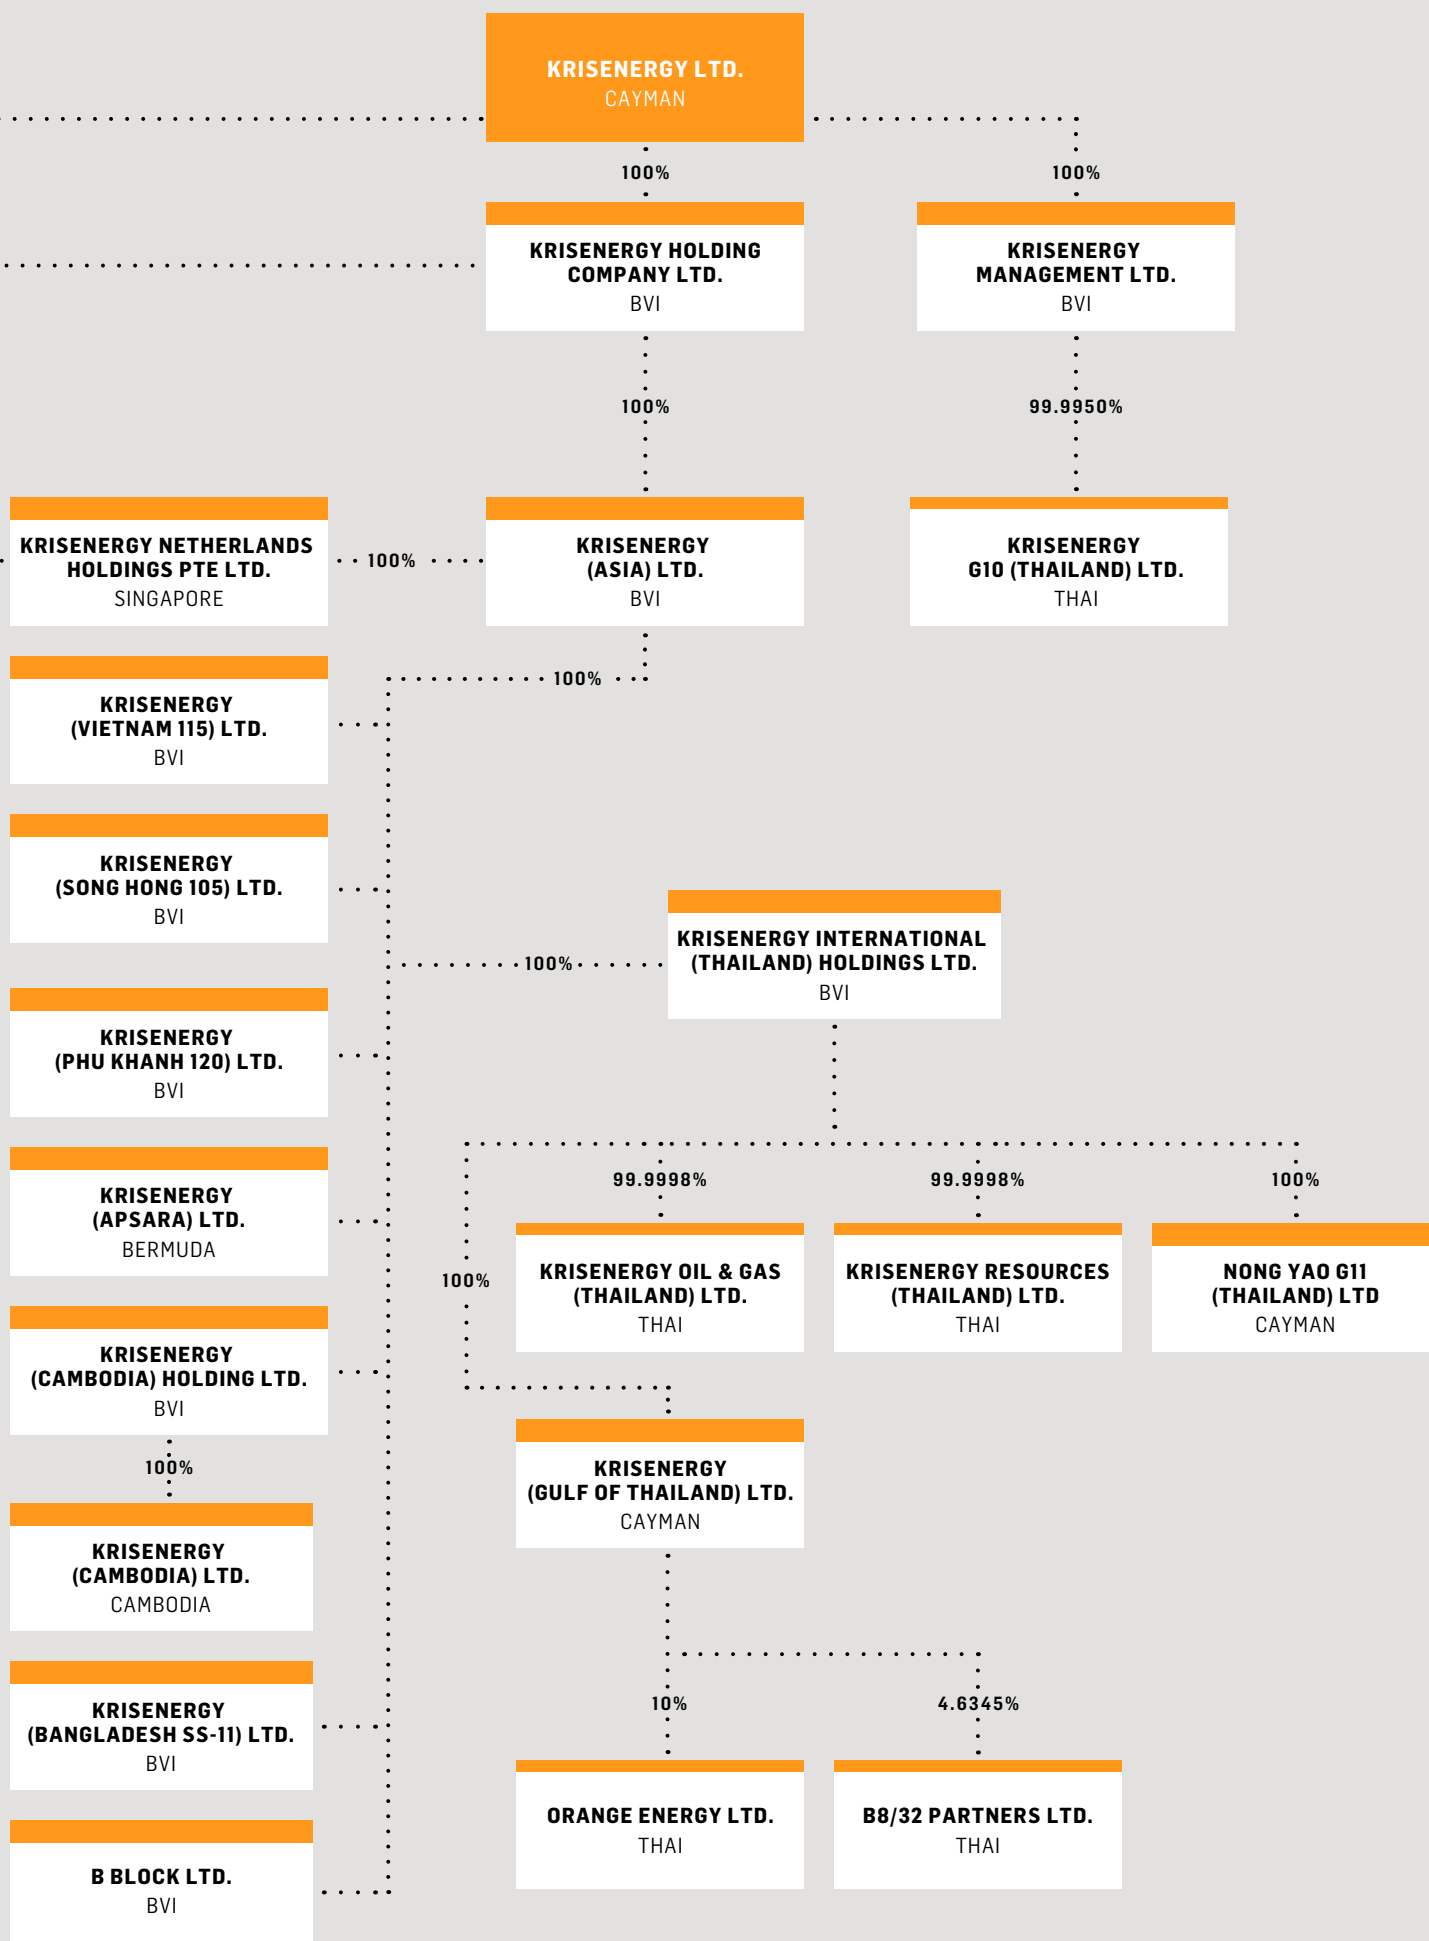 KRISENERGY LTD.
CAYMAN
100%
100%
KRISENERGY HOLDING
COMPANY LTD.
BVI
KRISENERGY
MANAGEMENT LTD.
BVI
100%
99.9950%
KRISENERGY NETHERLANDS
HOLDINGS PTE LTD.
SINGAPORE
100%
KRISENERGY
(ASIA) LTD.
BVI
KRISENERGY
G10 (THAILAND) LTD.
THAI
100%
KRISENERGY
(VIETNAM 115) LTD.
BVI
KRISENERGY
(SONG HONG 105) LTD.
BVI
KRISENERGY INTERNATIONAL
(THAILAND) HOLDINGS LTD.
BVI
100%
KRISENERGY
(PHU KHANH 120) LTD.
BVI
KRISENERGY
(APSARA) LTD.
BERMUDA
99.9998%
99.9998%
100%
100%
KRISENERGY OIL & GAS
(THAILAND) LTD.
THAI
KRISENERGY RESOURCES
(THAILAND) LTD.
THAI
NONG YAO G11
(THAILAND) LTD
CAYMAN
KRISENERGY
(CAMBODIA) HOLDING LTD.
BVI
100%
KRISENERGY
(GULF OF THAILAND) LTD.
CAYMAN
KRISENERGY
(CAMBODIA) LTD.
CAMBODIA
KRISENERGY
(BANGLADESH SS-11) LTD.
BVI
10%
4.6345%
ORANGE ENERGY LTD.
THAI
B8/32 PARTNERS LTD.
THAI
B BLOCK LTD.
BVI